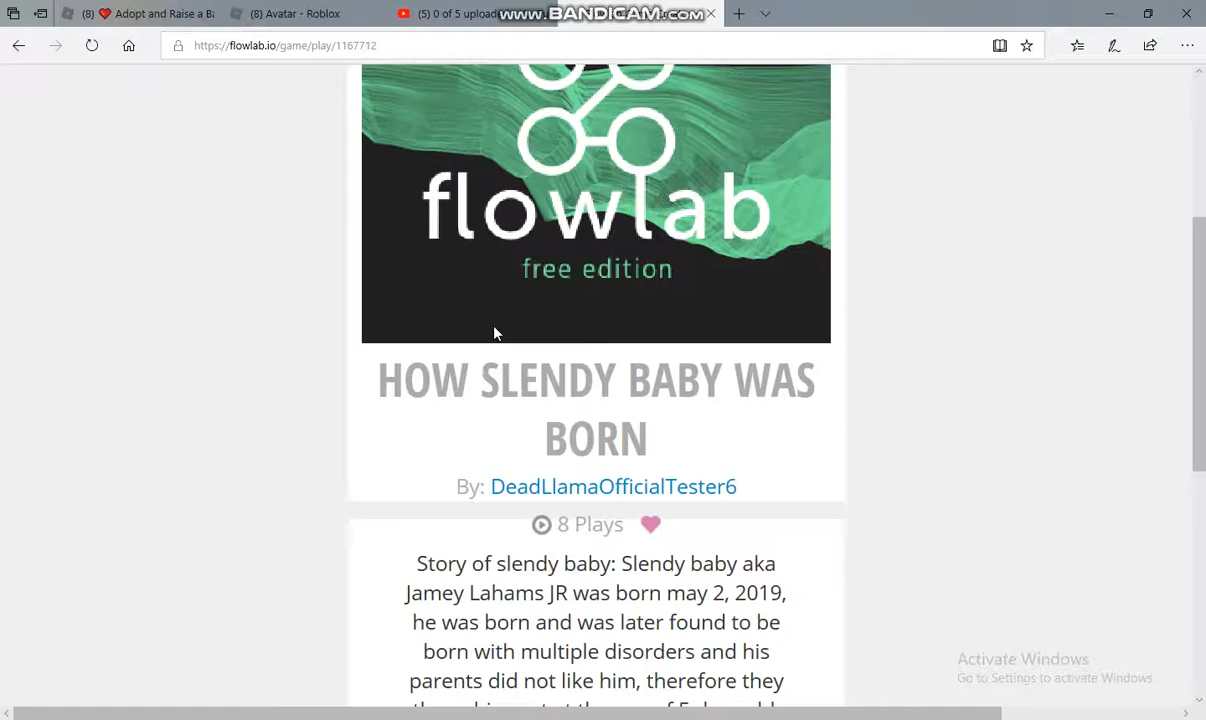 (8) ❤ Adopt and Raise a Ba
(8) Avatar - Roblox
(5) 0 of 5 upload
www.BANDICAM.com
https://flowlab.io/game/play/1167712
flowlab
free edition
HOW SLENDY BABY WAS
BORN
By: DeadLlamaOfficialTester6
8 Plays
Story of slendy baby: Slendy baby aka
Jamey Lahams JR was born may 2, 2019,
he was born and was later found to be
born with multiple disorders and his
parents did not like him, therefore they
Activate Windows
Go to Settings to activate Windows.